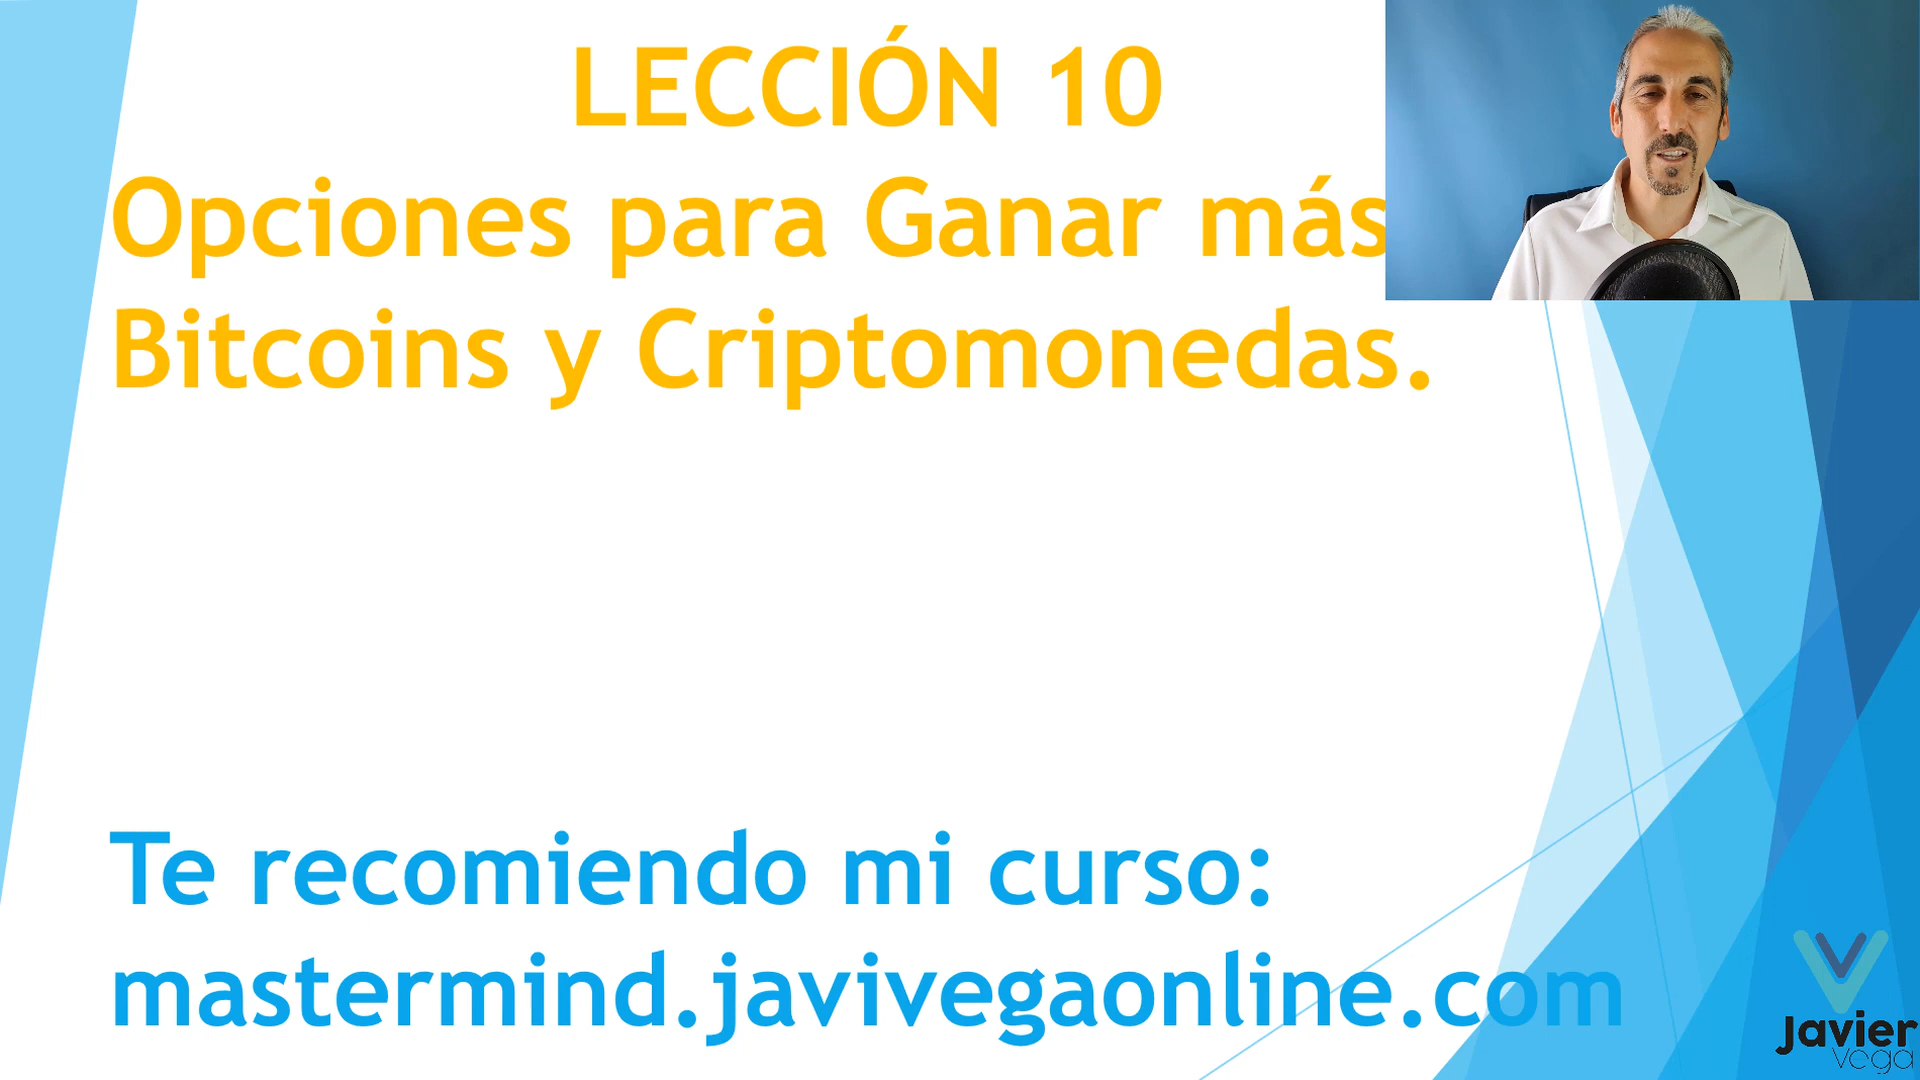 LECCIÓN 10
Opciones para Ganar más
Bitcoins y Criptomonedas.
Te recomiendo mi curso:
mastermind.javivegaonline.com
Javier
vega